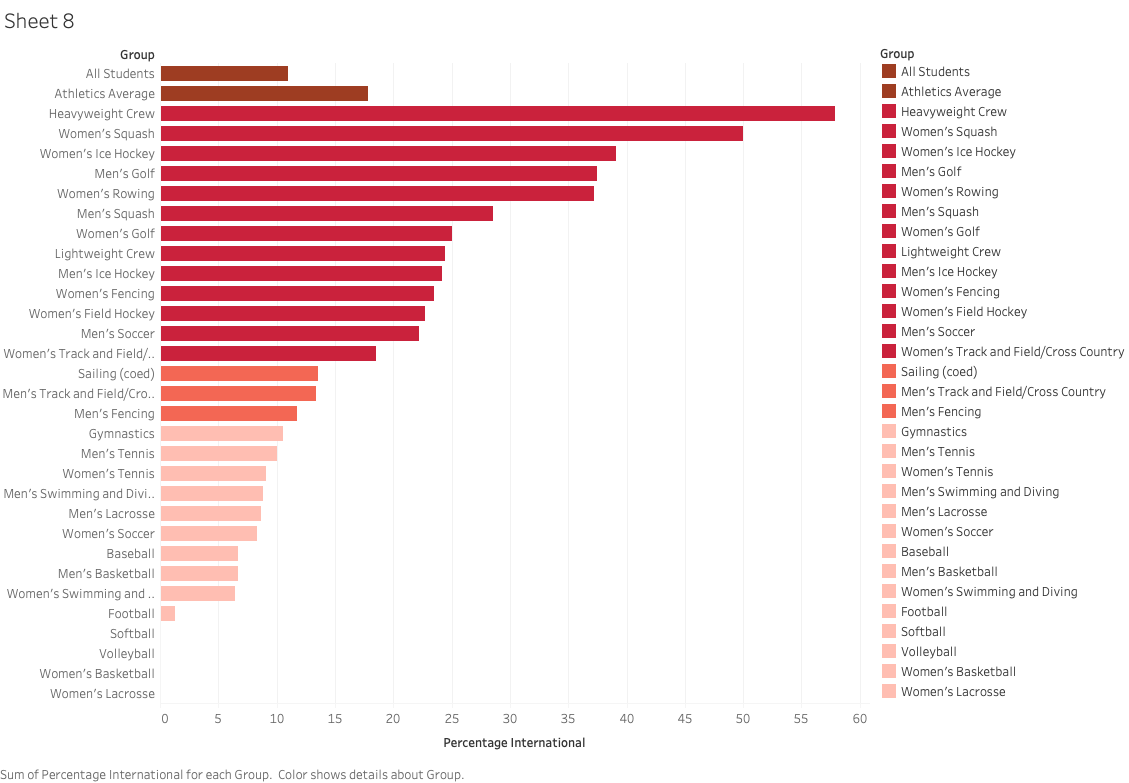 Sheet 8
Group
All Students
Athletics Average
Heavyweight Crew
Women's Squash
Women's Ice Hockey
Men's Golf
Women's Rowing
Men's Squash
Women's Golf
Lightweight Crew
Men's Ice Hockey
Women's Fencing
Women's Field Hockey
Men's Soccer
Women's Track and Field/..
Sailing (coed)
Men's Track and Field/Cro..
Men's Fencing
Gymnastics
Men's Tennis
Women's Tennis
Men's Swimming and Divi..
Men's Lacrosse
Women's Soccer
Baseball
Men's Basketball
Women's Swimming and ..
Football
Softball
Volleyball
Women's Basketball
Women's Lacrosse
0 5 10 15 20 25 30 35 40 45 50 55 60
Percentage International
Group
All Students
Athletics Average
Heavyweight Crew
Women's Squash
Women's Ice Hockey
Men's Golf
Women's Rowing
Men's Squash
Women's Golf
Lightweight Crew
Men's Ice Hockey
Women's Fencing
Women's Field Hockey
Men's Soccer
Women's Track and Field/Cross Country
Sailing (coed)
Men's Track and Field/Cross Country
Men's Fencing
Gymnastics
Men's Tennis
Women's Tennis
Men's Swimming and Diving
Men's Lacrosse
Women's Soccer
Baseball
Men's Basketball
Women's Swimming and Diving
Football
Softball
Volleyball
Women's Basketball
Women's Lacrosse
Sum of Percentage International for each Group. Color shows details about Group.